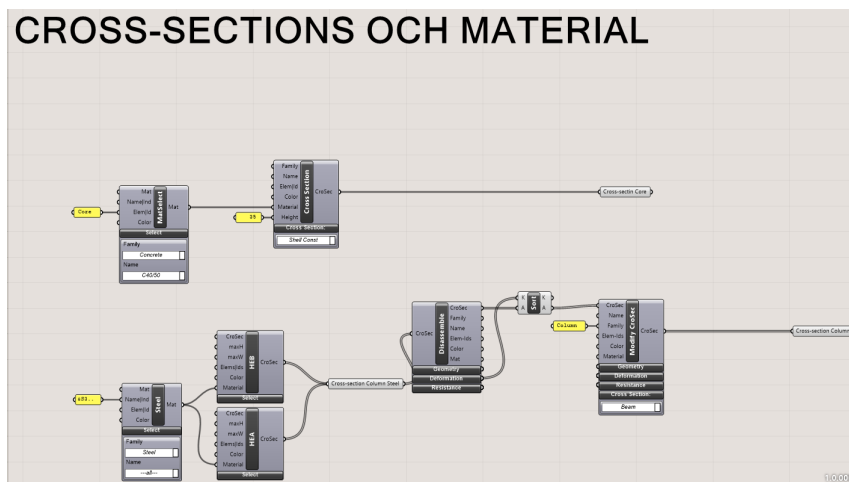 CROSS-SECTIONS OCH MATERIAL
Core
Mat
Name|Ind
Elem|Id
Color
MatSelect
Mat
Select
Family
Concrete
Name
C40/50
35
Family
Name
Elem|Id
Color
Material
Height
Cross Section
CroSec
Cross Section:
Shell Const
Cross-sectin Core
Mat
Name|Ind
Elem|Id
Color
Steel
Mat
Select
Family
Steel
Name
---all---
CroSec
maxH
maxW
Elems|Ids
Color
Material
HEB
CroSec
Select
CroSec
maxH
maxW
Elems|Ids
Color
Material
HEA
CroSec
Select
Cross-section Column Steel
CroSec
Disassemble
CroSec
Family
Name
Elem-Ids
Color
Mat
Geometry
Deformation
Resistance
K
A
Sort
K
A
Column
CroSec
Name
Family
Elem-Ids
Color
Material
Modify CroSec
CroSec
Geometry
Deformation
Resistance
Cross Section:
Beam
Cross-section Column
1.0.00